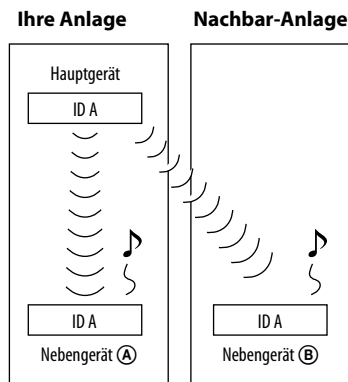 Ihre Anlage
Nachbar-Anlage
Hauptgerät
ID A
ID A
Nebengerät Ⓐ
ID A
Nebengerät Ⓑ